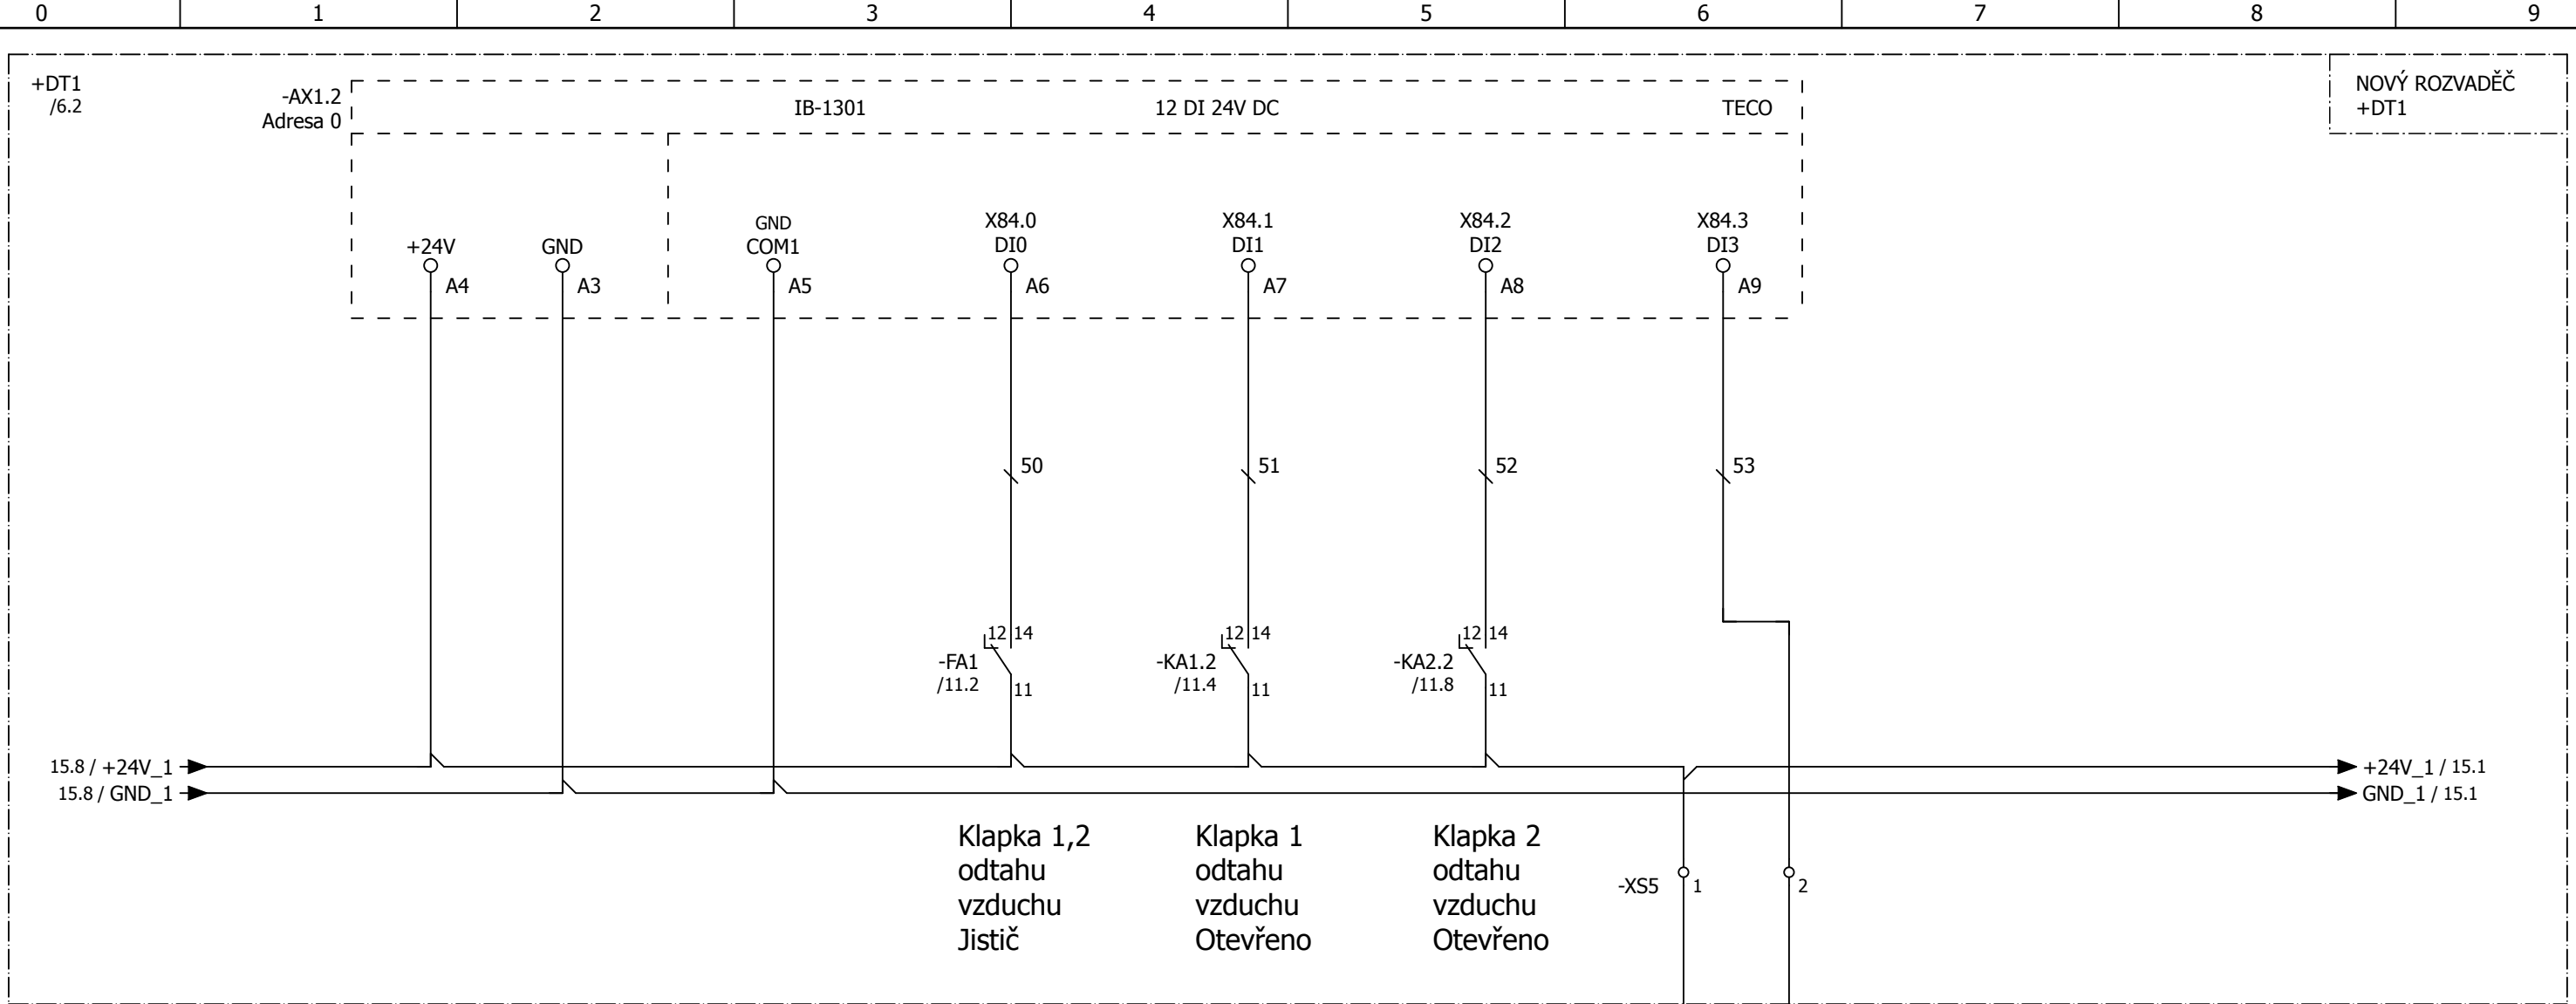 0 1 2 3 4 5 6 7 8 9
+DT1
/6.2
-AX1.2
Adresa 0
IB-1301 12 DI 24V DC TECO
NOVÝ ROZVADĚČ
+DT1
+24V
A4
GND
A3
GND
COM1
A5
X84.0
DI0
A6
X84.1
DI1
A7
X84.2
DI2
A8
X84.3
DI3
A9
50 51 52 53
12 14
-FA1
/11.2
11
12 14
-KA1.2
/11.4
11
12 14
-KA2.2
/11.8
11
15.8 / +24V_1
15.8 / GND_1
+24V_1 / 15.1
GND_1 / 15.1
Klapka 1,2
odtahu
vzduchu
Jistič
Klapka 1
odtahu
vzduchu
Otevřeno
Klapka 2
odtahu
vzduchu
Otevřeno
-XS5 1 2